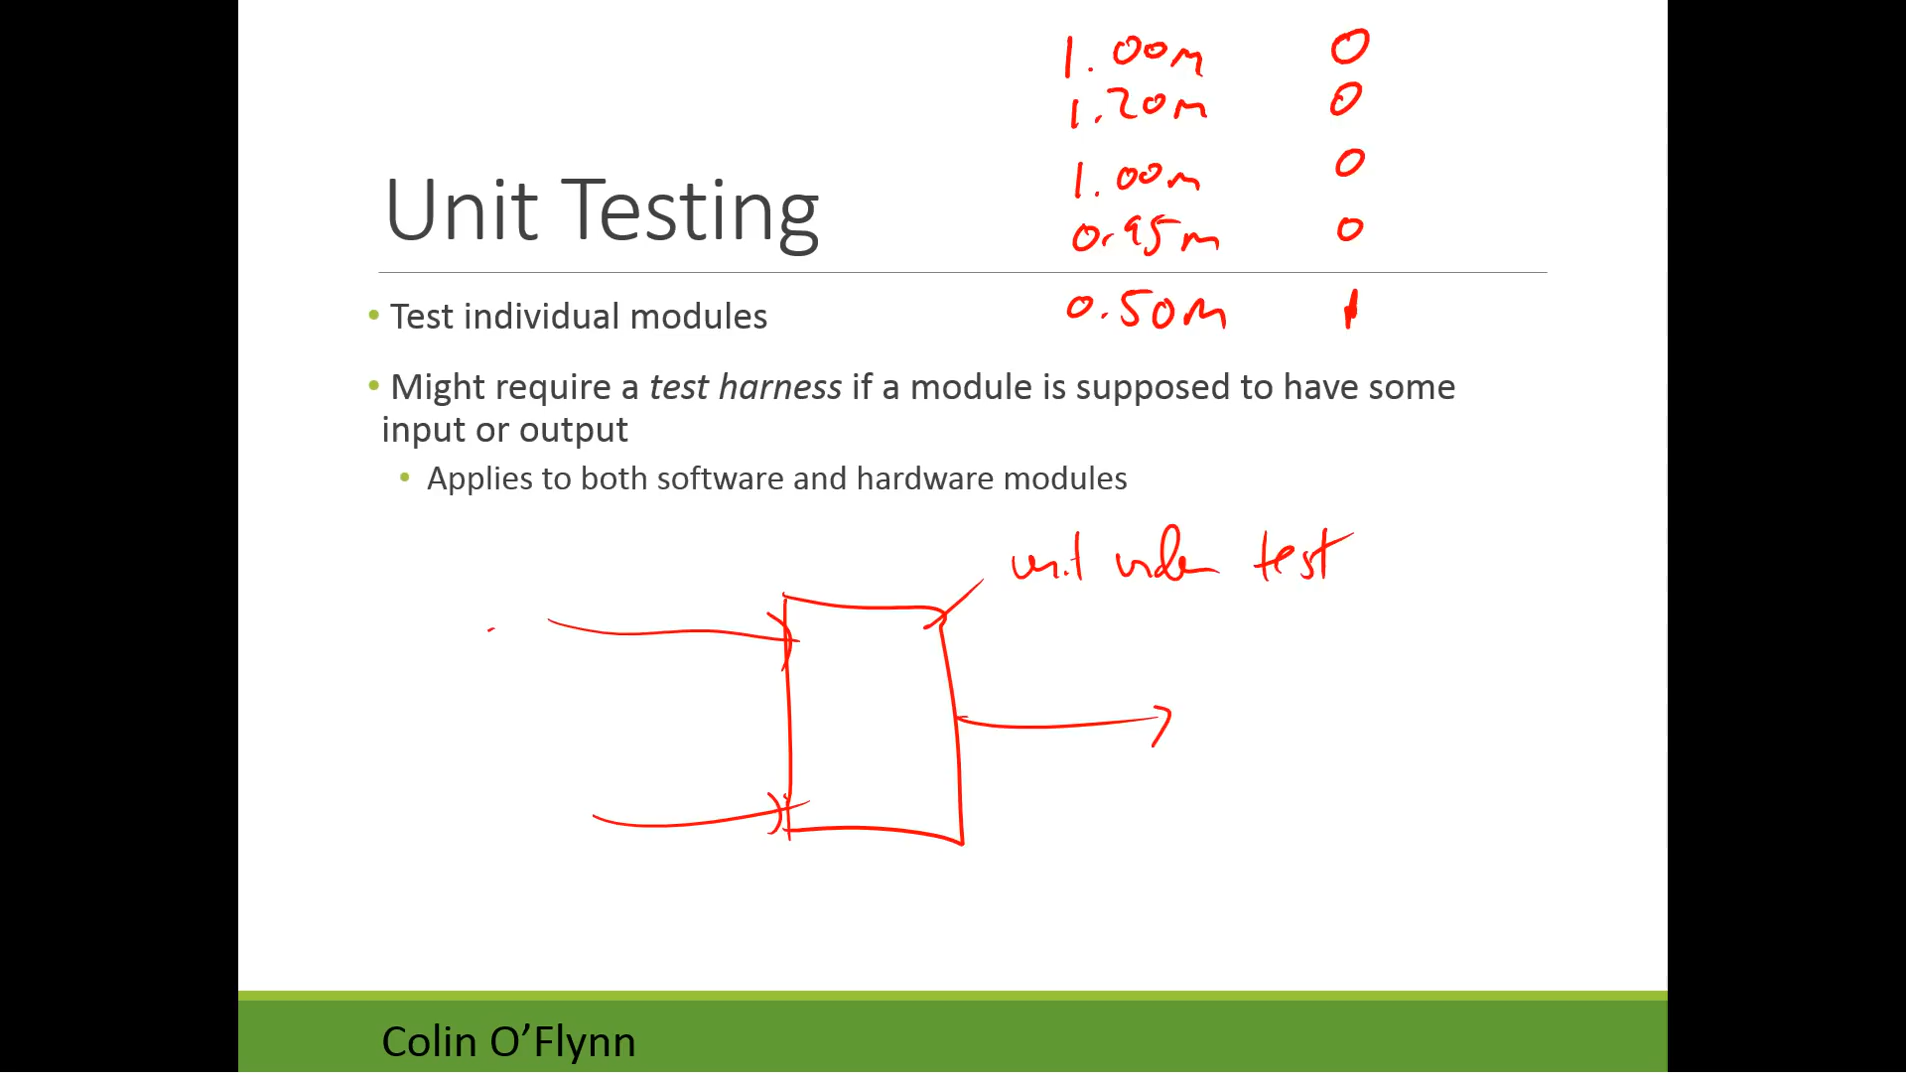 1.00m 0
1.20m 0
1.00m 0
0.95m 0
0.50m 1
Unit Testing
• Test individual modules
• Might require a test harness if a module is supposed to have some
input or output
• Applies to both software and hardware modules
unit under test
Colin O’Flynn